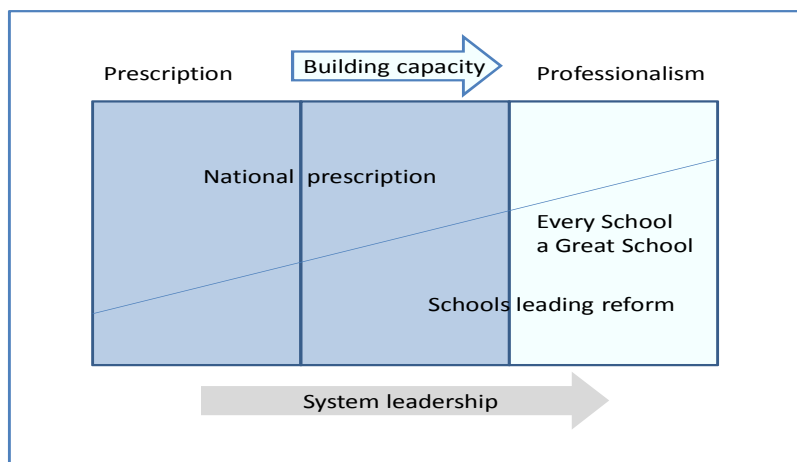 Building capacity
Prescription
Professionalism
National prescription
Every School
a Great School
Schools leading reform
System leadership